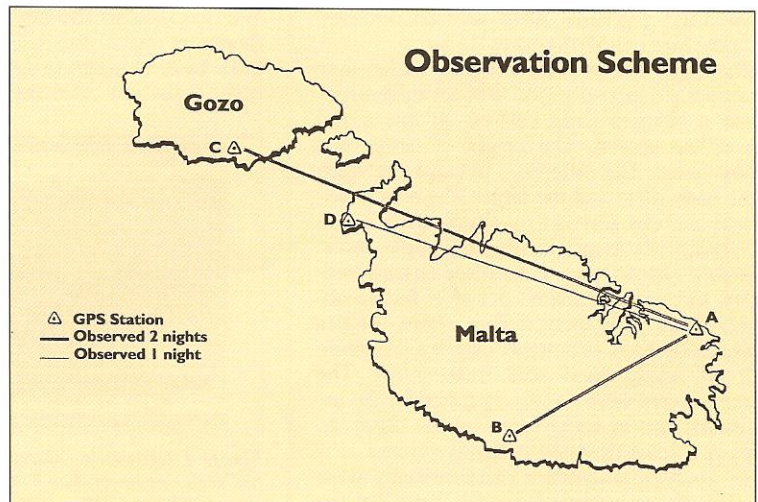 Observation Scheme
Gozo
C
D
A
GPS Station
Observed 2 nights
Observed 1 night
Malta
B